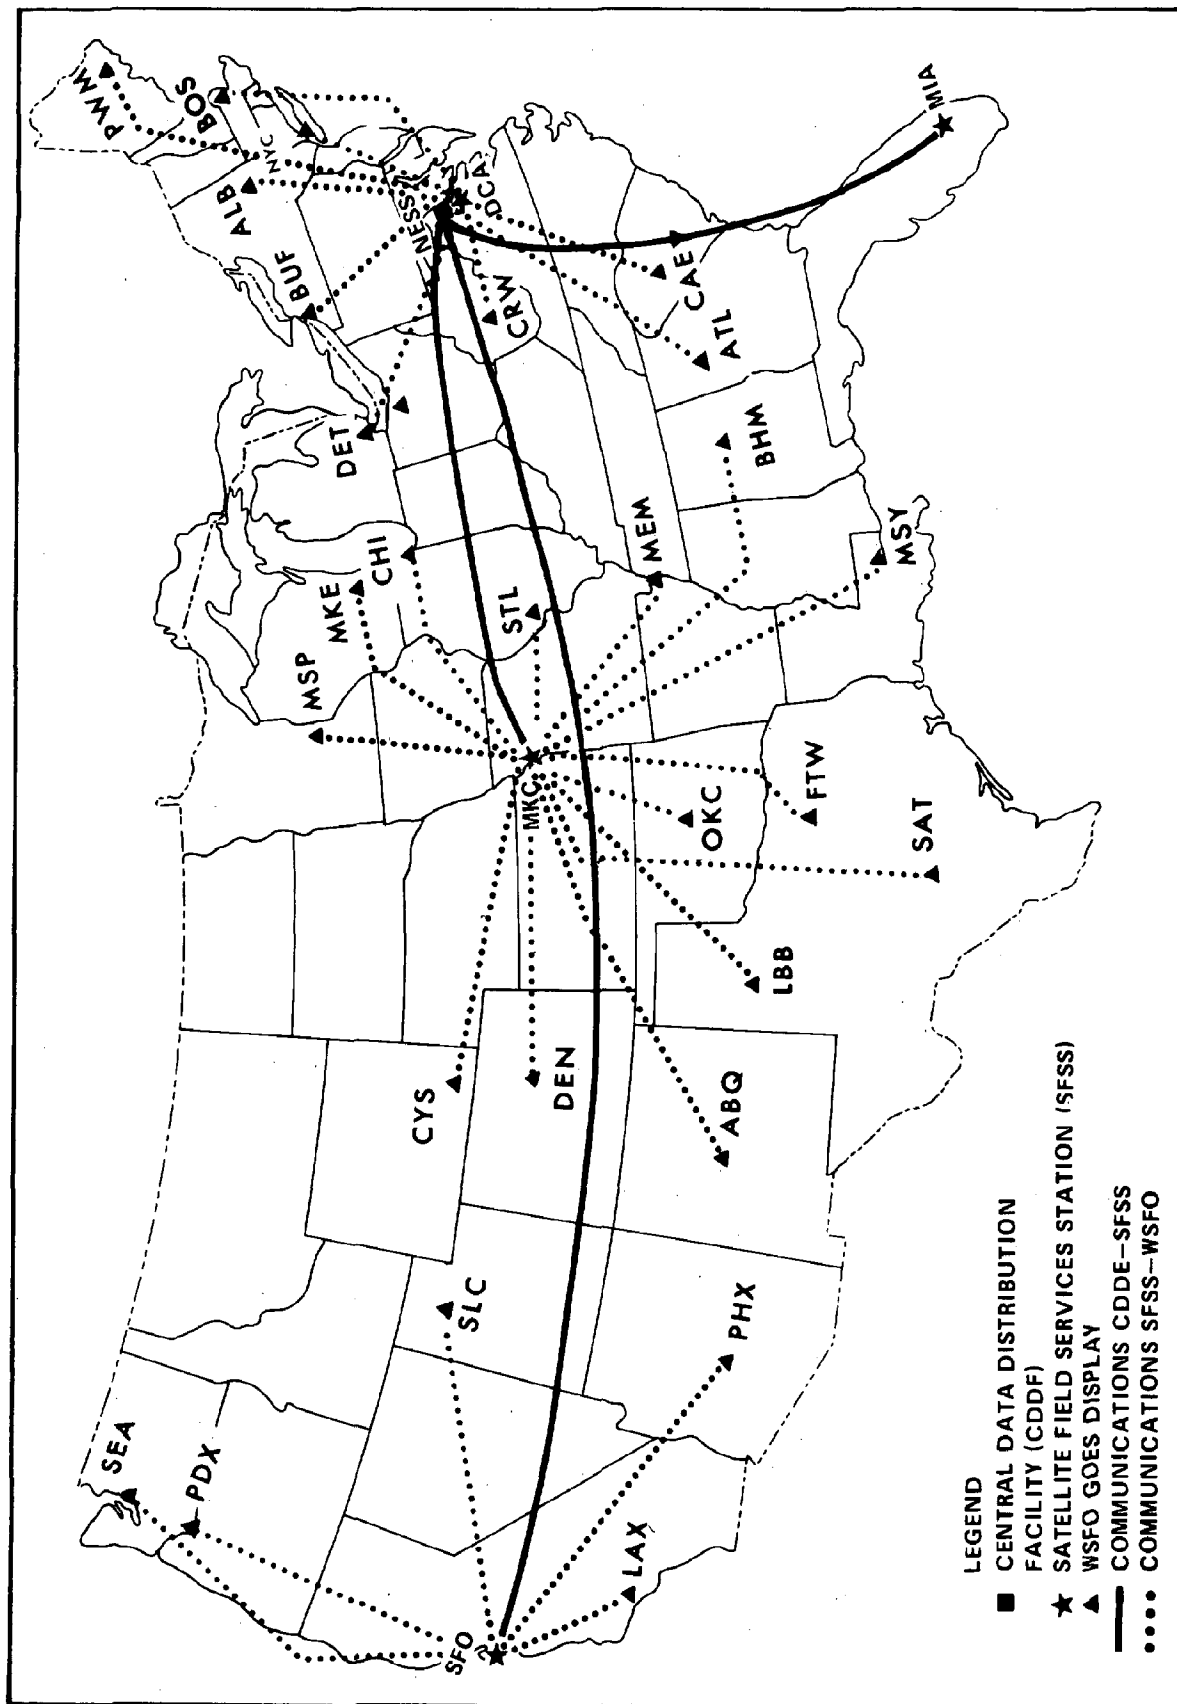 SEA
PDX
SFO
LAX
SLC
PHX
CYS
DEN
ABQ
LBB
MKC
OKC
FTW
SAT
MSP
MKE
CHI
STL
MEM
BHM
MSY
DET
BUF
ALB
PWM
BOS
NYC
NESS
DCA
CRW
CAE
ATL
MIA
LEGEND
CENTRAL DATA DISTRIBUTION
FACILITY (CDDF)
SATELLITE FIELD SERVICES STATION (SFSS)
WSFO GOES DISPLAY
COMMUNICATIONS CDDE–SFSS
COMMUNICATIONS SFSS–WSFO